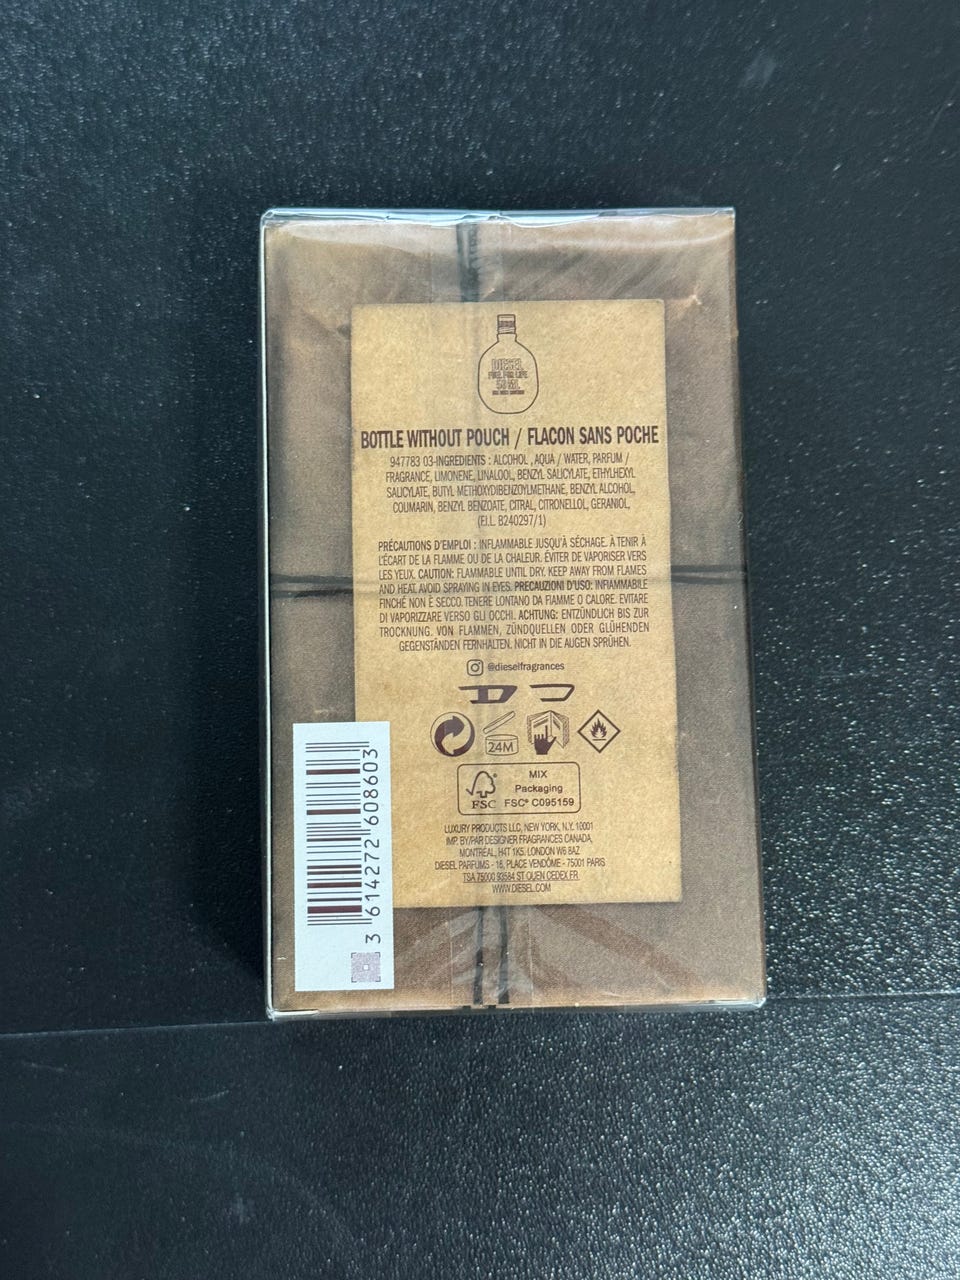 DIESEL
FUEL FOR LIFE
50 ML
BOTTLE WITHOUT POUCH / FLACON SANS POCHE
947783 03-INGREDIENTS : ALCOHOL , AQUA / WATER, PARFUM /
FRAGRANCE, LIMONENE, LINALOOL, BENZYL SALICYLATE, ETHYLHEXYL
SALICYLATE, BUTYL METHOXYDIBENZOYLMETHANE, BENZYL ALCOHOL,
COUMARIN, BENZYL BENZOATE, CITRAL, CITRONELLOL, GERANIOL,
(F.I.L. B240297/1)
PRÉCAUTIONS D'EMPLOI : INFLAMMABLE JUSQU'À SÉCHAGE. À TENIR À
L'ÉCART DE LA FLAMME OU DE LA CHALEUR. ÉVITER DE VAPORISER VERS
LES YEUX. CAUTION: FLAMMABLE UNTIL DRY. KEEP AWAY FROM FLAMES
AND HEAT. AVOID SPRAYING IN EYES. PRECAUZIONI D'USO: INFIAMMABILE
FINCHÉ NON È SECCO. TENERE LONTANO DA FIAMME O CALORE. EVITARE
DI VAPORIZZARE VERSO GLI OCCHI. ACHTUNG: ENTZÜNDLICH BIS ZUR
TROCKNUNG. VON FLAMMEN, ZÜNDQUELLEN ODER GLÜHENDEN
GEGENSTÄNDEN FERNHALTEN. NICHT IN DIE AUGEN SPRÜHEN.
@dieselfragrances
24M
MIX
Packaging
FSC FSC® C095159
LUXURY PRODUCTS LLC, NEW YORK, N.Y. 10001
IMP. BY/PAR DESIGNER FRAGRANCES CANADA,
MONTRÉAL, H4T 1K5. LONDON W6 8AZ
DIESEL PARFUMS - 16, PLACE VENDÔME - 75001 PARIS
TSA 75000 93584 ST OUEN CEDEX FR
WWW.DIESEL.COM
3 614272 608603